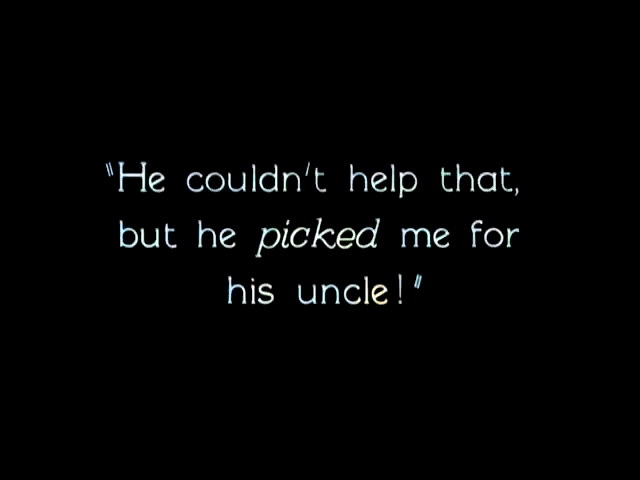 "He couldn't help that,
but he picked me for
his uncle!"